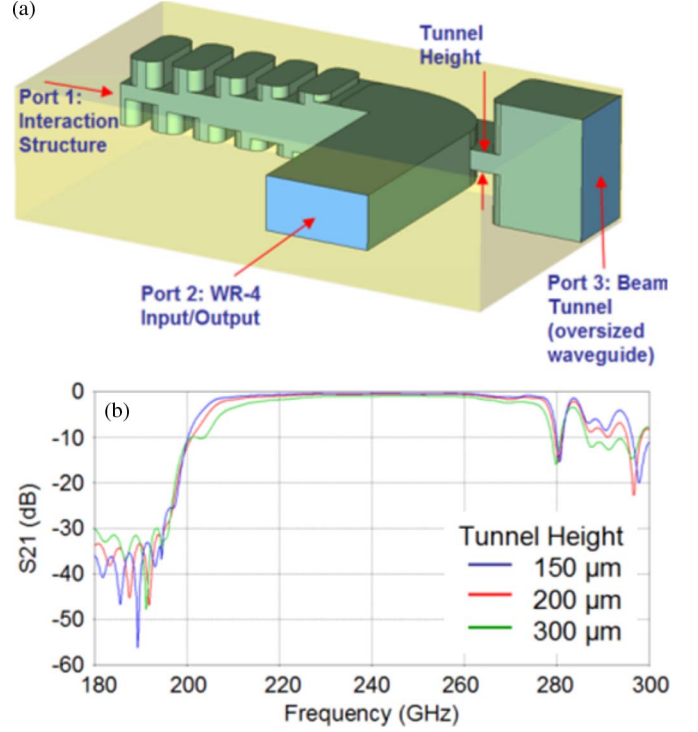 (a)
Tunnel
Height
Port 1:
Interaction
Structure
Port 2: WR-4
Input/Output
Port 3: Beam
Tunnel
(oversized
waveguide)
(b)
0
-10
-20
-30
-40
-50
-60
S21 (dB)
Tunnel Height
150 µm
200 µm
300 µm
180 200 220 240 260 280 300
Frequency (GHz)